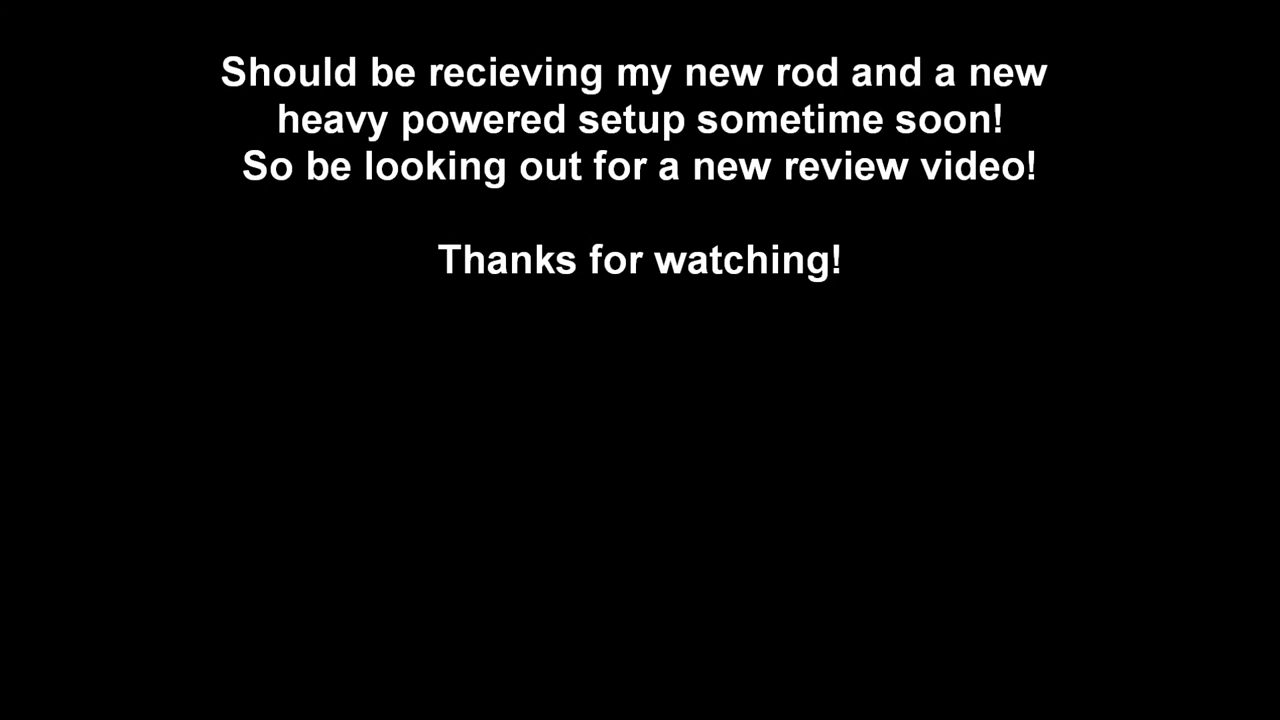 Should be recieving my new rod and a new
heavy powered setup sometime soon!
So be looking out for a new review video!
Thanks for watching!